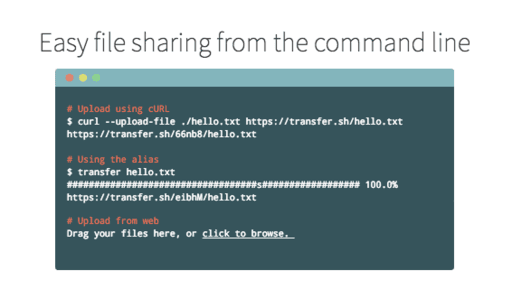 Easy file sharing from the command line
# Upload using cURL
$ curl --upload-file ./hello.txt https://transfer.sh/hello.txt
https://transfer.sh/66nb8/hello.txt
# Using the alias
$ transfer hello.txt
###################################s################## 100.0%
https://transfer.sh/eibhM/hello.txt
# Upload from web
Drag your files here, or click to browse.